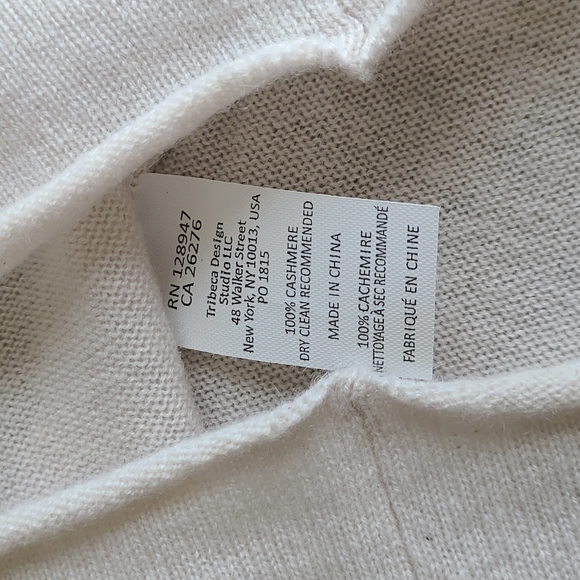 RN 128947
CA 26276
Tribeca Design
Studio LLC
48 Walker Street
New York, NY 10013, USA
PO 1815
100% CASHMERE
DRY CLEAN RECOMMENDED
MADE IN CHINA
100% CACHEMIRE
NETTOYAGE À SEC RECOMMANDÉ
FABRIQUÉ EN CHINE